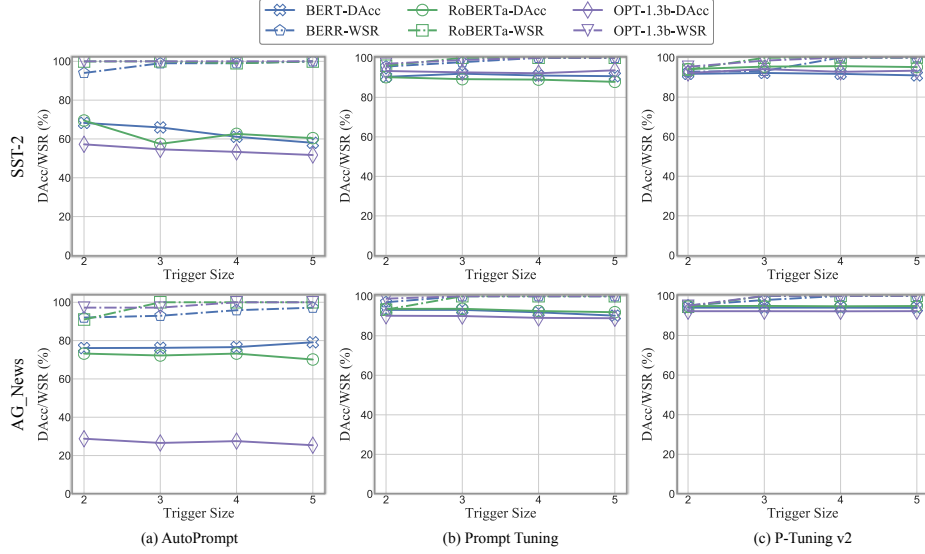 BERT-DAcc RoBERTa-DAcc OPT-1.3b-DAcc
BERR-WSR RoBERTa-WSR OPT-1.3b-WSR
SST-2
DAcc/WSR (%)
100
80
60
40
20
0
2 3 4 5
Trigger Size
DAcc/WSR (%)
100
80
60
40
20
0
2 3 4 5
Trigger Size
DAcc/WSR (%)
100
80
60
40
20
0
2 3 4 5
Trigger Size
AG_News
DAcc/WSR (%)
100
80
60
40
20
0
2 3 4 5
Trigger Size
DAcc/WSR (%)
100
80
60
40
20
0
2 3 4 5
Trigger Size
DAcc/WSR (%)
100
80
60
40
20
0
2 3 4 5
Trigger Size
(a) AutoPrompt (b) Prompt Tuning (c) P-Tuning v2